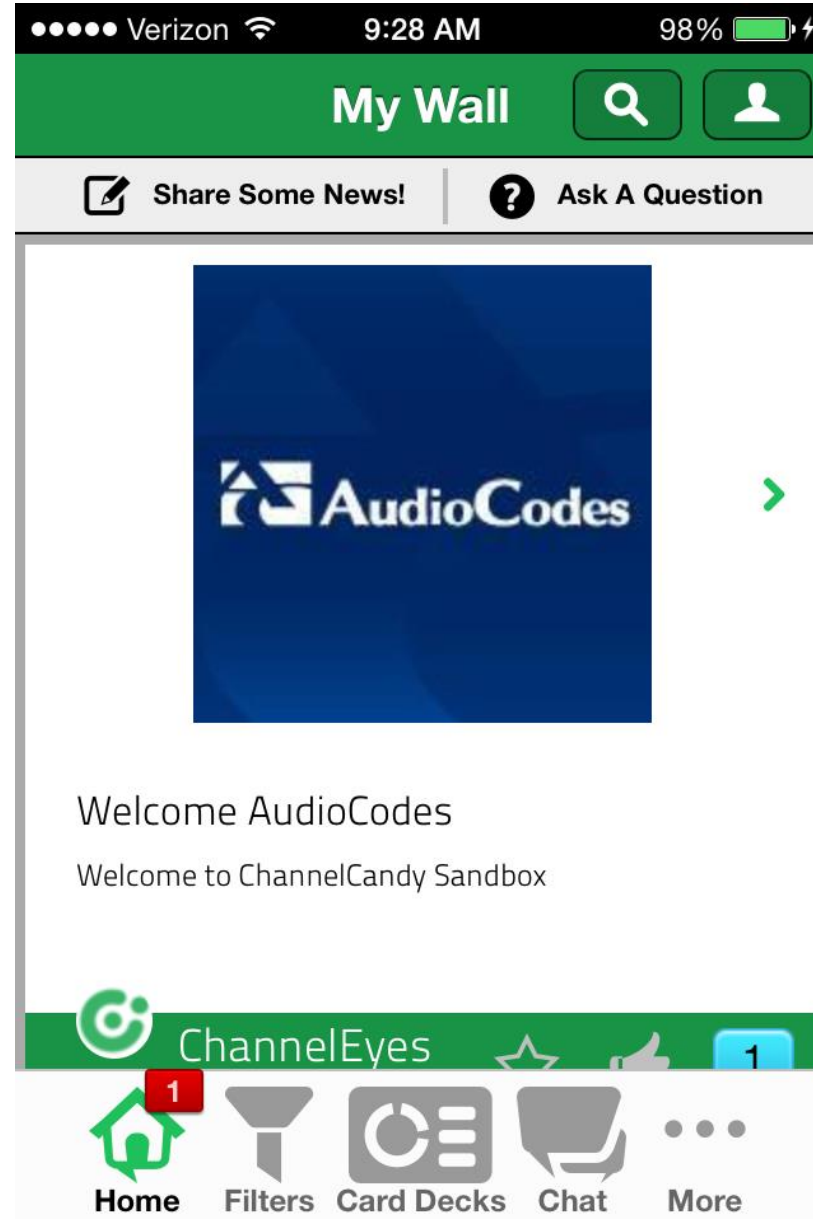 Verizon 9:28 AM 98%
My Wall
Share Some News! Ask A Question
AudioCodes
Welcome AudioCodes
Welcome to ChannelCandy Sandbox
ChannelEyes 1
1
Home Filters Card Decks Chat More